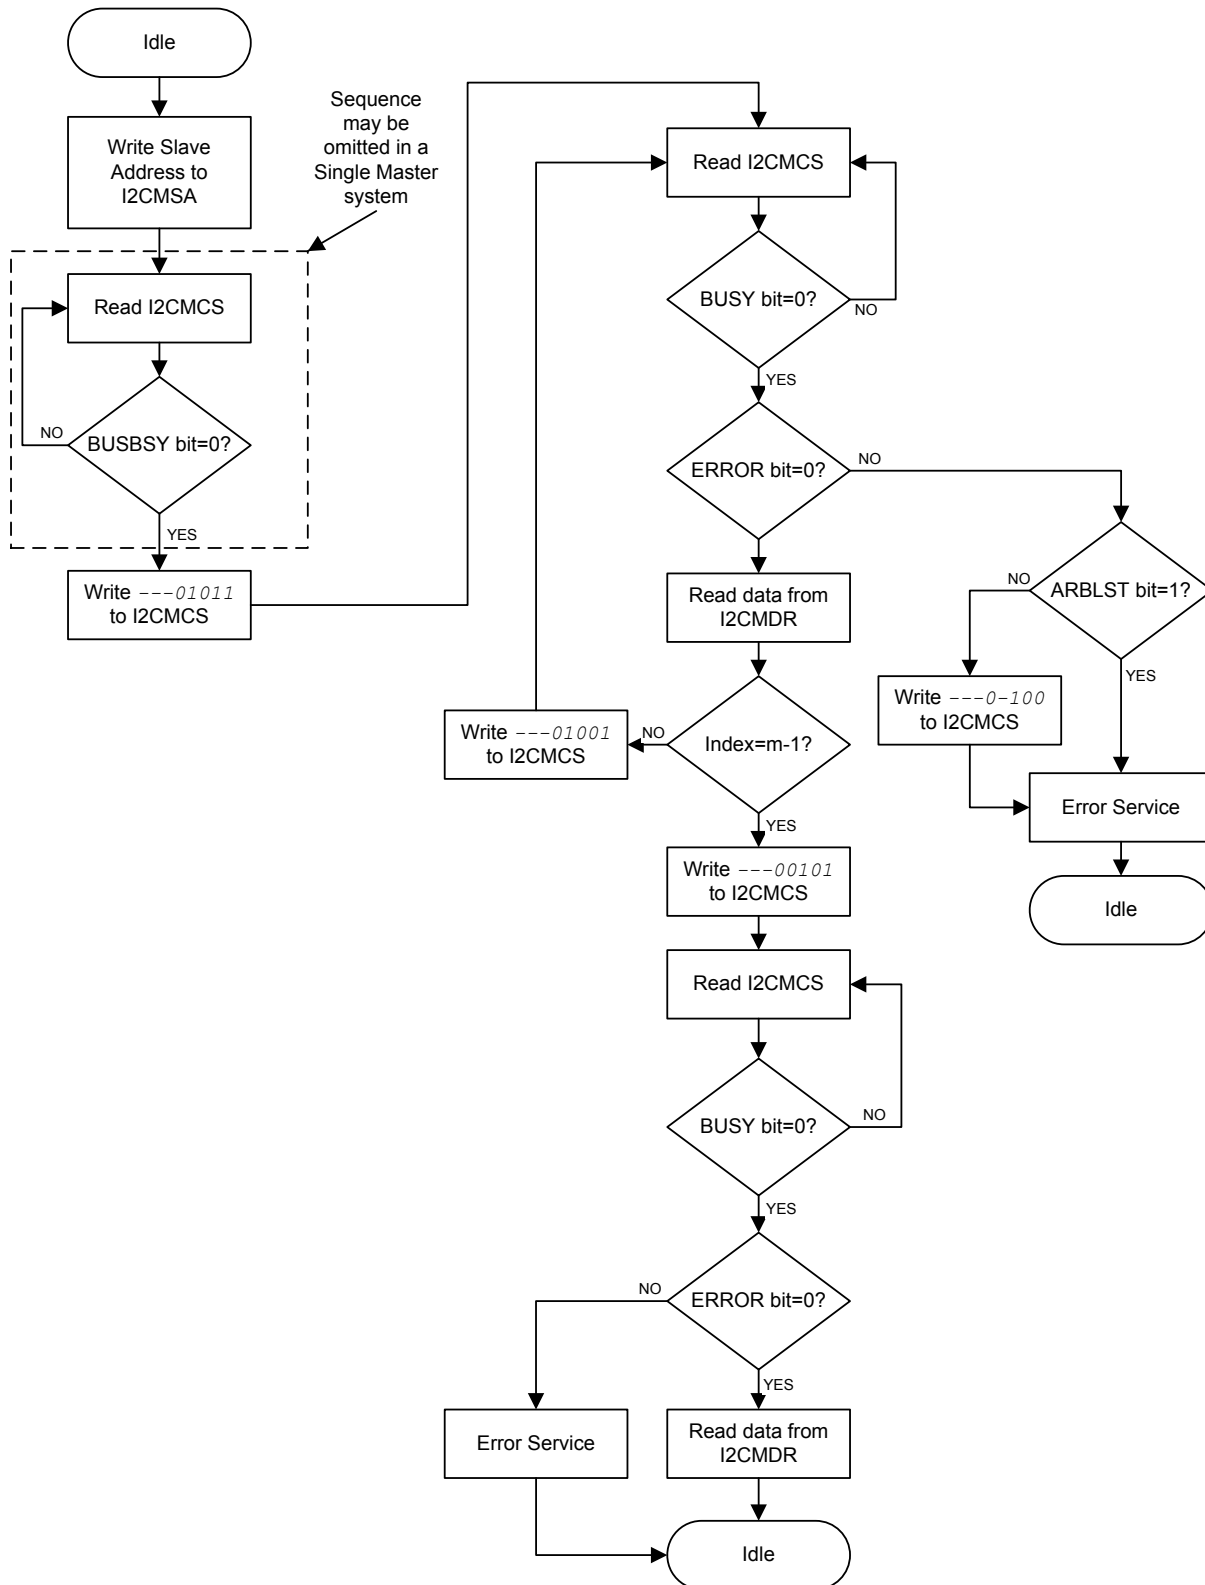 Idle
Write Slave
Address to
I2CMSA
Sequence
may be
omitted in a
Single Master
system
Read I2CMCS
BUSBSY bit=0?
NO
YES
Write ---01011
to I2CMCS
Read I2CMCS
BUSY bit=0?
NO
YES
ERROR bit=0?
NO
Read data from
I2CMDR
ARBLST bit=1?
NO
YES
Write ---0-100
to I2CMCS
Error Service
Idle
Index=m-1?
NO
Write ---01001
to I2CMCS
YES
Write ---00101
to I2CMCS
Read I2CMCS
BUSY bit=0?
NO
YES
ERROR bit=0?
NO
YES
Error Service
Read data from
I2CMDR
Idle